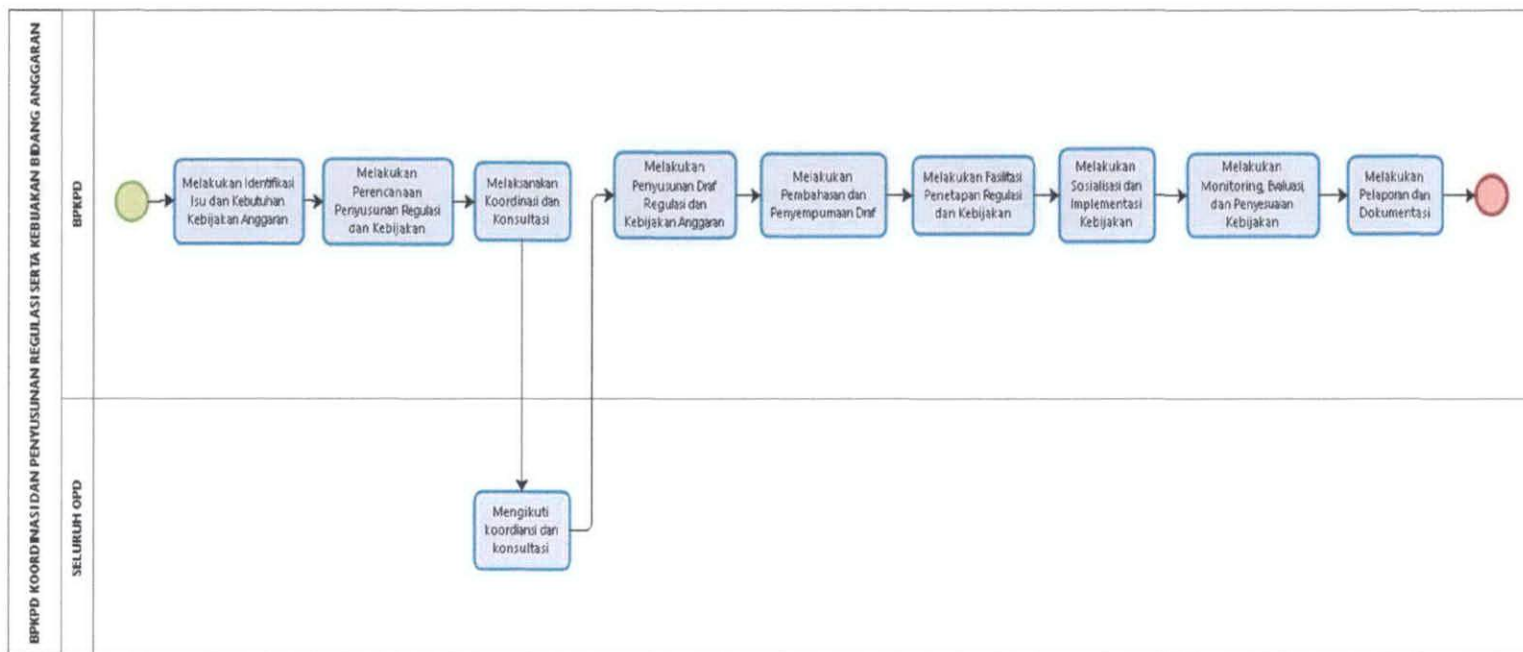 BPKPD KOORDINASI DAN PENYUSUNAN REGULASI SERTA KEBIJAKAN BIDANG ANGGARAN
BPKPD
Melakukan Identifikasi
Isu dan Kebutuhan
Kebijakan Anggaran
Melakukan
Perencanaan
Penyusunan Regulasi
dan Kebijakan
Melaksanakan
Koordinasi dan
Konsultasi
Melakukan
Penyusunan Draf
Regulasi dan
Kebijakan Anggaran
Melakukan
Pembahasan dan
Penyempurnaan Draf
Melakukan Fasilitasi
Penetapan Regulasi
dan Kebijakan
Melakukan
Sosialisasi dan
Implementasi
Kebijakan
Melakukan
Monitoring, Evaluasi,
dan Penyesuaian
Kebijakan
Melakukan
Pelaporan dan
Dokumentasi
SELURUH OPD
Mengikuti
koordiansi dan
konsultasi